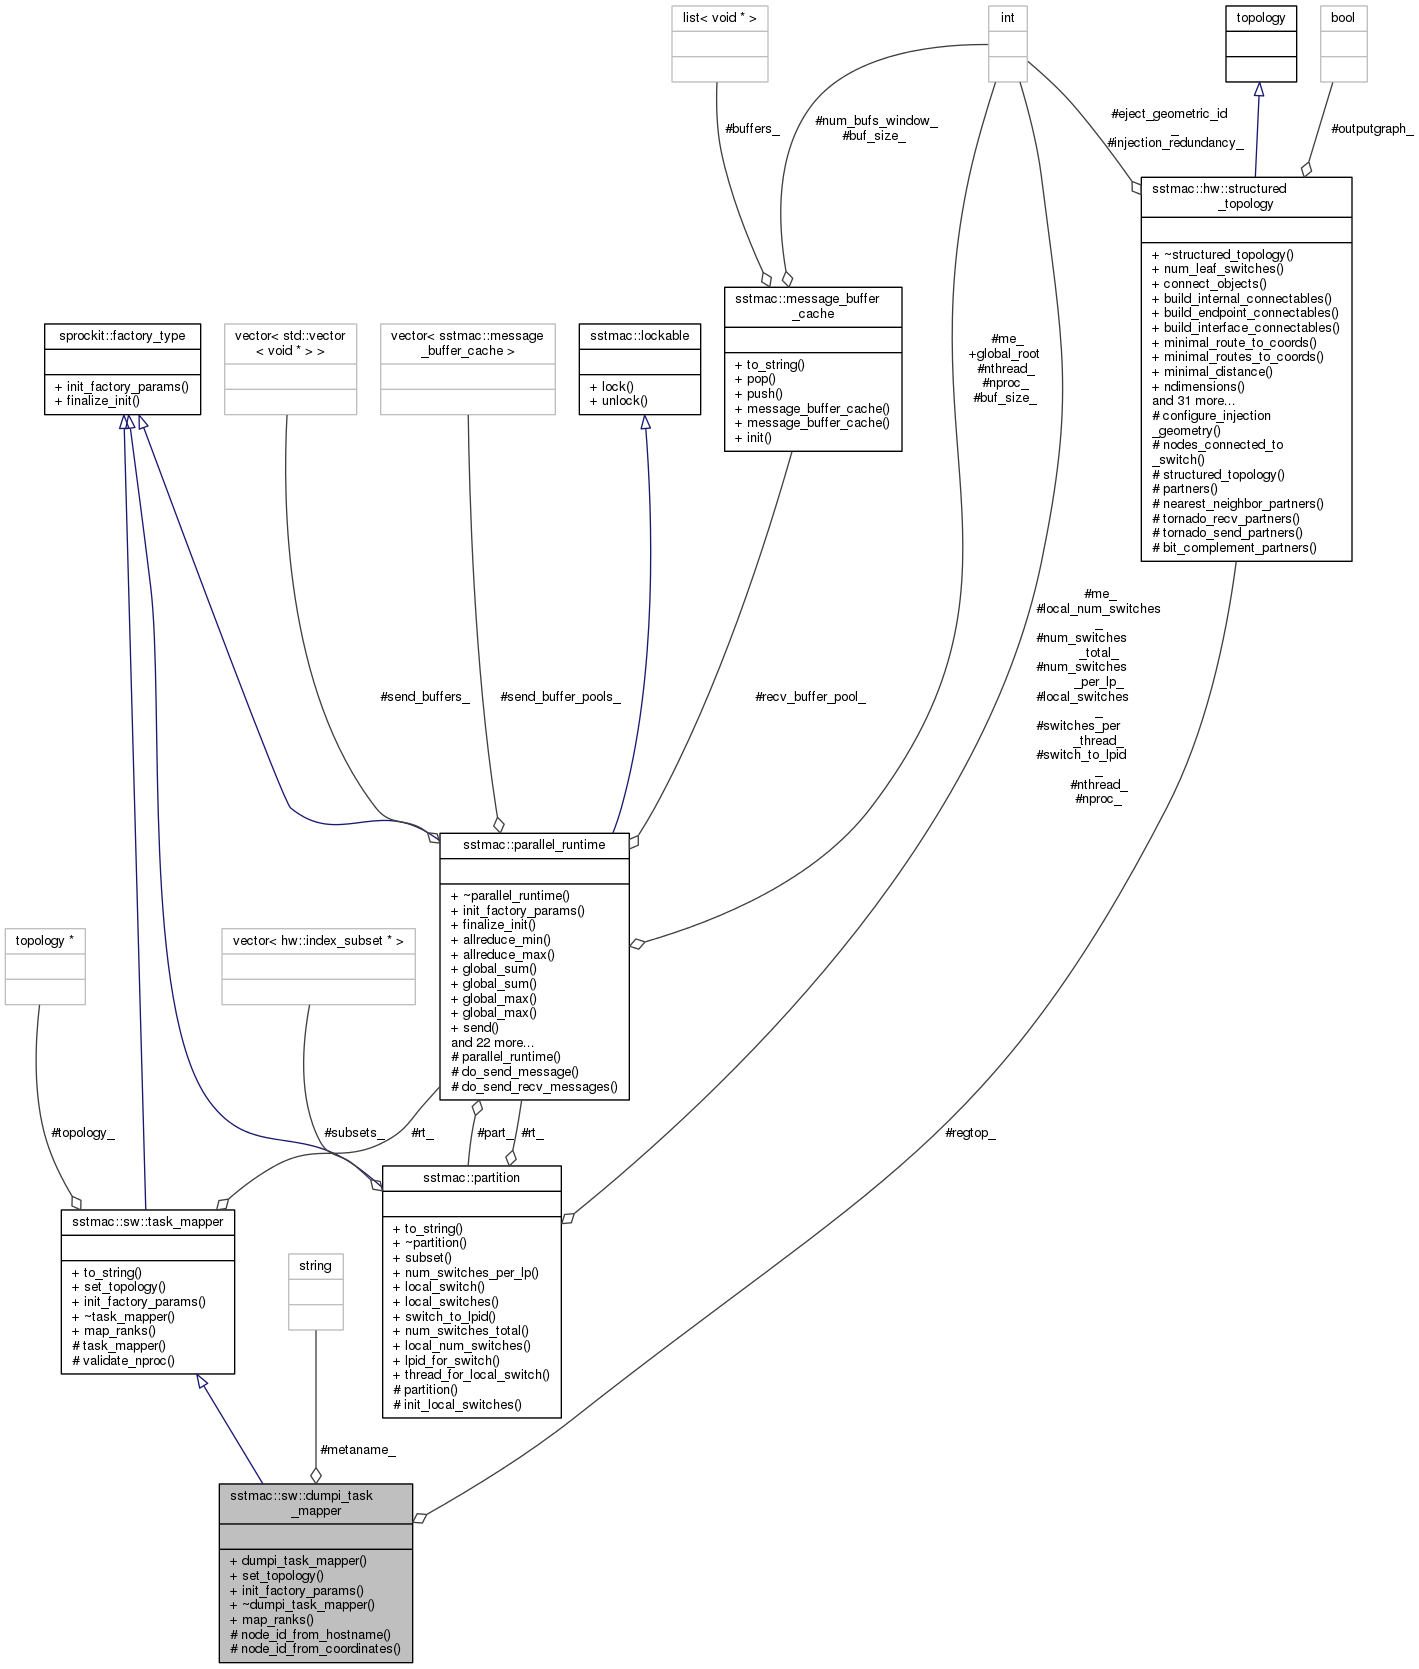 list< void * >
int
topology
bool
#buffers_
#num_bufs_window_
#buf_size_
#eject_geometric_id
_
#injection_redundancy_
#outputgraph_
sstmac::hw::structured
_topology
+ ~structured_topology()
+ num_leaf_switches()
+ connect_objects()
+ build_internal_connectables()
+ build_endpoint_connectables()
+ build_interface_connectables()
+ minimal_route_to_coords()
+ minimal_routes_to_coords()
+ minimal_distance()
+ ndimensions()
and 31 more...
# configure_injection
_geometry()
# nodes_connected_to
_switch()
# structured_topology()
# partners()
# nearest_neighbor_partners()
# tornado_recv_partners()
# tornado_send_partners()
# bit_complement_partners()
sstmac::message_buffer
_cache
+ to_string()
+ pop()
+ push()
+ message_buffer_cache()
+ message_buffer_cache()
+ init()
sprockit::factory_type
+ init_factory_params()
+ finalize_init()
vector< std::vector
< void * > >
vector< sstmac::message
_buffer_cache >
sstmac::lockable
+ lock()
+ unlock()
#me_
+global_root
#nthread_
#nproc_
#buf_size_
#me_
#local_num_switches
_
#num_switches
_total_
#num_switches
_per_lp_
#local_switches
_
#switches_per
_thread_
#switch_to_lpid
_
#nthread_
#nproc_
#send_buffers_
#send_buffer_pools_
#recv_buffer_pool_
sstmac::parallel_runtime
+ ~parallel_runtime()
+ init_factory_params()
+ finalize_init()
+ allreduce_min()
+ allreduce_max()
+ global_sum()
+ global_sum()
+ global_max()
+ global_max()
+ send()
and 22 more...
# parallel_runtime()
# do_send_message()
# do_send_recv_messages()
topology *
vector< hw::index_subset * >
#topology_
#subsets_
#rt_
#part_
#rt_
#regtop_
sstmac::partition
+ to_string()
+ ~partition()
+ subset()
+ num_switches_per_lp()
+ local_switch()
+ local_switches()
+ switch_to_lpid()
+ num_switches_total()
+ local_num_switches()
+ lpid_for_switch()
+ thread_for_local_switch()
# partition()
# init_local_switches()
sstmac::sw::task_mapper
+ to_string()
+ set_topology()
+ init_factory_params()
+ ~task_mapper()
+ map_ranks()
# task_mapper()
# validate_nproc()
string
#metaname_
sstmac::sw::dumpi_task
_mapper
+ dumpi_task_mapper()
+ set_topology()
+ init_factory_params()
+ ~dumpi_task_mapper()
+ map_ranks()
# node_id_from_hostname()
# node_id_from_coordinates()